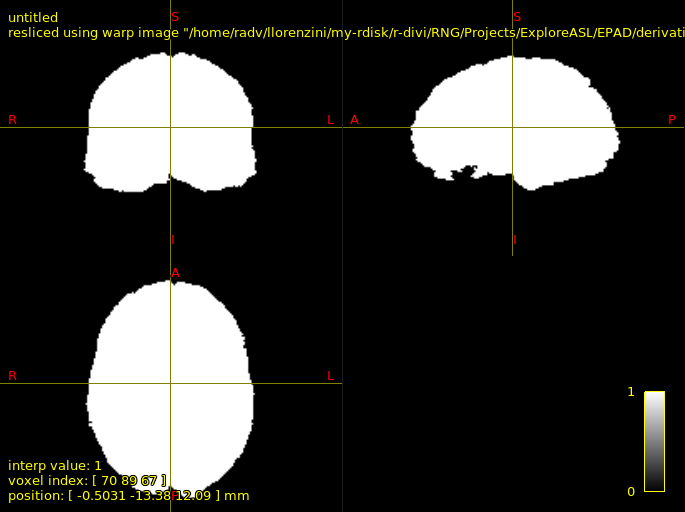 untitled
resliced using warp image "/home/radv/llorenzini/my-rdisk/r-divi/RNG/Projects/ExploreASL/EPAD/derivati
S
S
R
L
A
P
I
I
A
R
L
1
interp value: 1
voxel index: [ 70 89 67 ]
position: [ -0.5031 -13.38 12.09 ] mm
P
0